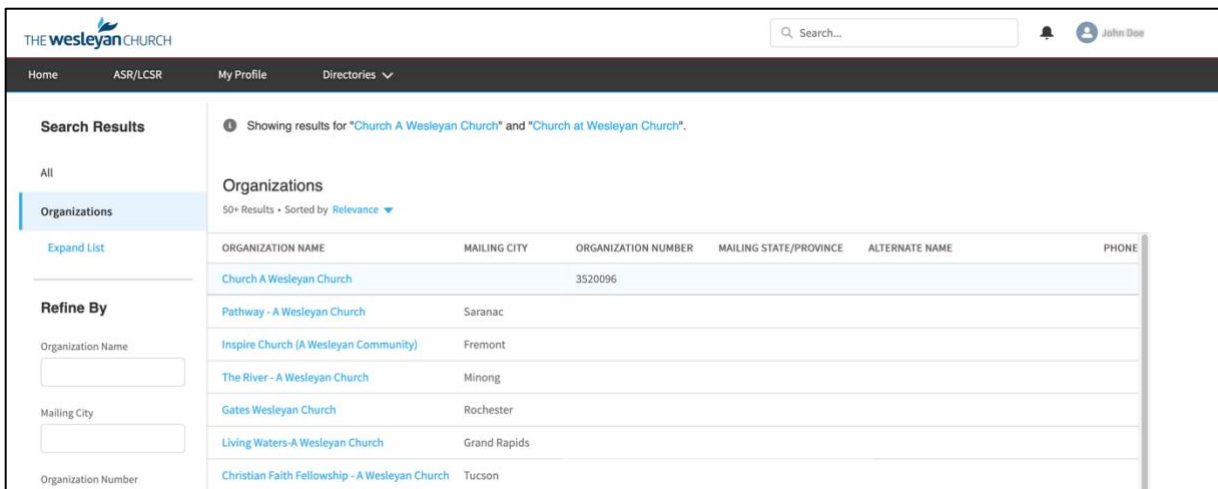 THE wesleyan CHURCH
Search...
John Doe
Home ASR/LCSR My Profile Directories
Search Results
All
Organizations
Expand List
Refine By
Organization Name
Mailing City
Organization Number
Showing results for "Church A Wesleyan Church" and "Church at Wesleyan Church".
Organizations
50+ Results • Sorted by Relevance
ORGANIZATION NAME MAILING CITY ORGANIZATION NUMBER MAILING STATE/PROVINCE ALTERNATE NAME PHONE
Church A Wesleyan Church 3520096
Pathway - A Wesleyan Church Saranac
Inspire Church (A Wesleyan Community) Fremont
The River - A Wesleyan Church Minong
Gates Wesleyan Church Rochester
Living Waters-A Wesleyan Church Grand Rapids
Christian Faith Fellowship - A Wesleyan Church Tucson